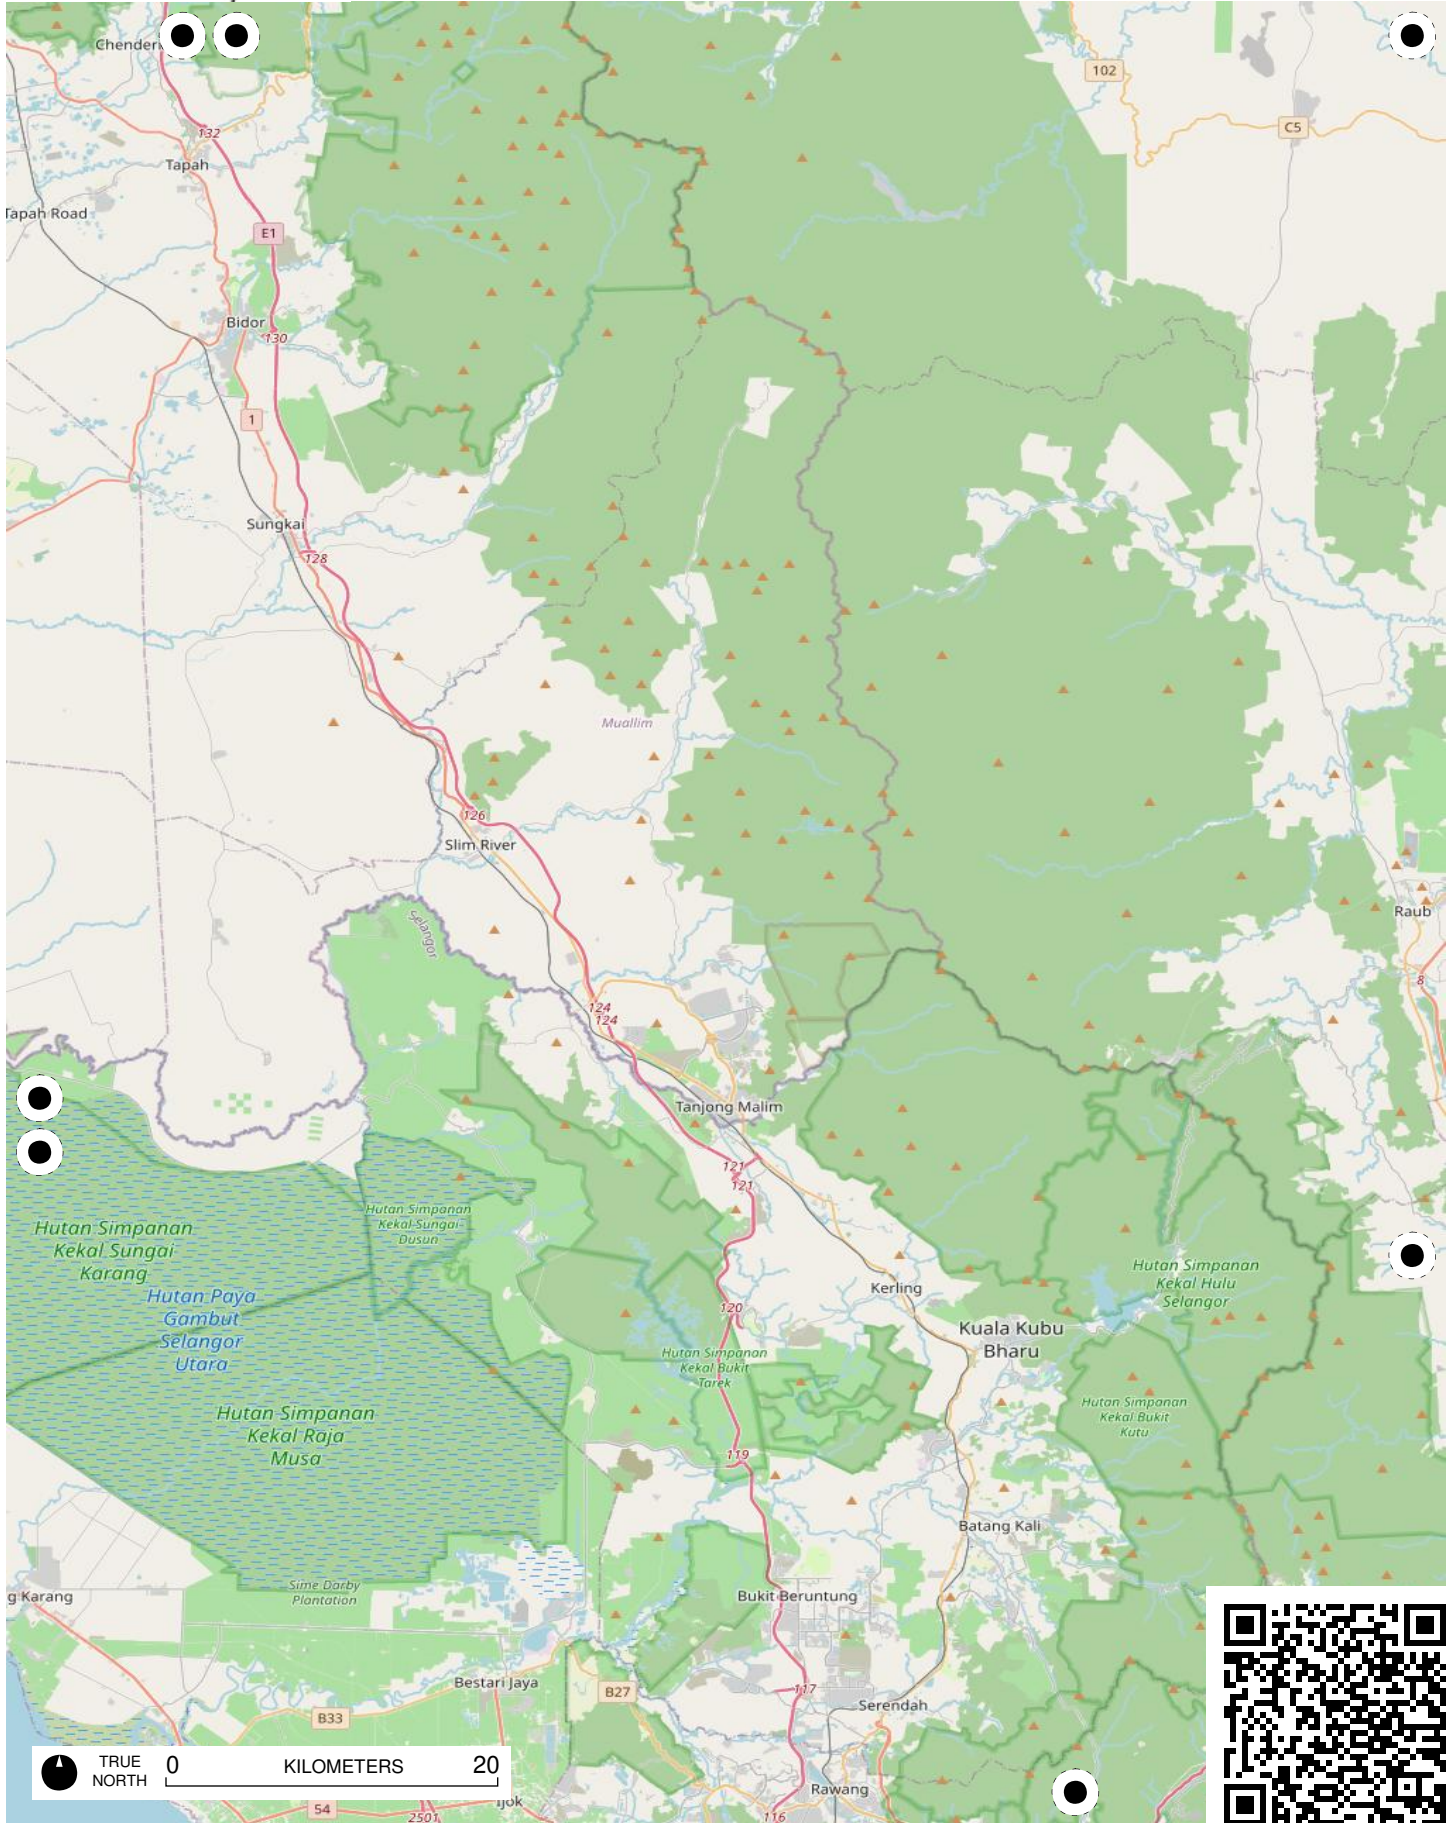 102
C5
132
Tapah
Tapah Road
E1
Bidor
130
1
Sungkai
128
Muallim
126
Slim River
Raub
Selangor
8
124
124
Tanjong Malim
121
121
Hutan Simpanan
Kekal Sungai
Dusun
Hutan Simpanan
Kekal Sungai
Karang
Hutan Simpanan
Kekal Hulu
Selangor
Kerling
Hutan Paya
Gambut
Selangor
Utara
120
Kuala Kubu
Bharu
Hutan Simpanan
Kekal Bukit
Tarek
Hutan Simpanan
Kekal Bukit
Kutu
Hutan Simpanan
Kekal Raja
Musa
119
Batang Kali
Sime Darby
Plantation
g Karang
Bukit Beruntung
Bestari Jaya
B27
117
Serendah
B33
TRUE
NORTH
0 KILOMETERS 20
Rawang
Ijok
54
2501
116